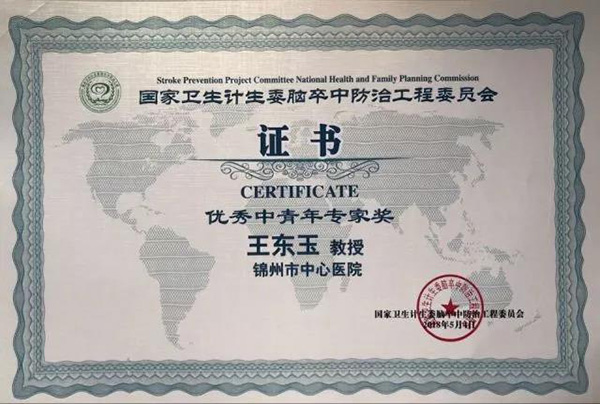 Stroke Prevention Project Committee National Health and Family Planning Commission
国家卫生计生委脑卒中防治工程委员会
证书
CERTIFICATE
优秀中青年专家奖
王东玉 教授
锦州市中心医院
国家卫生计生委脑卒中防治工程委员会
2018年5月